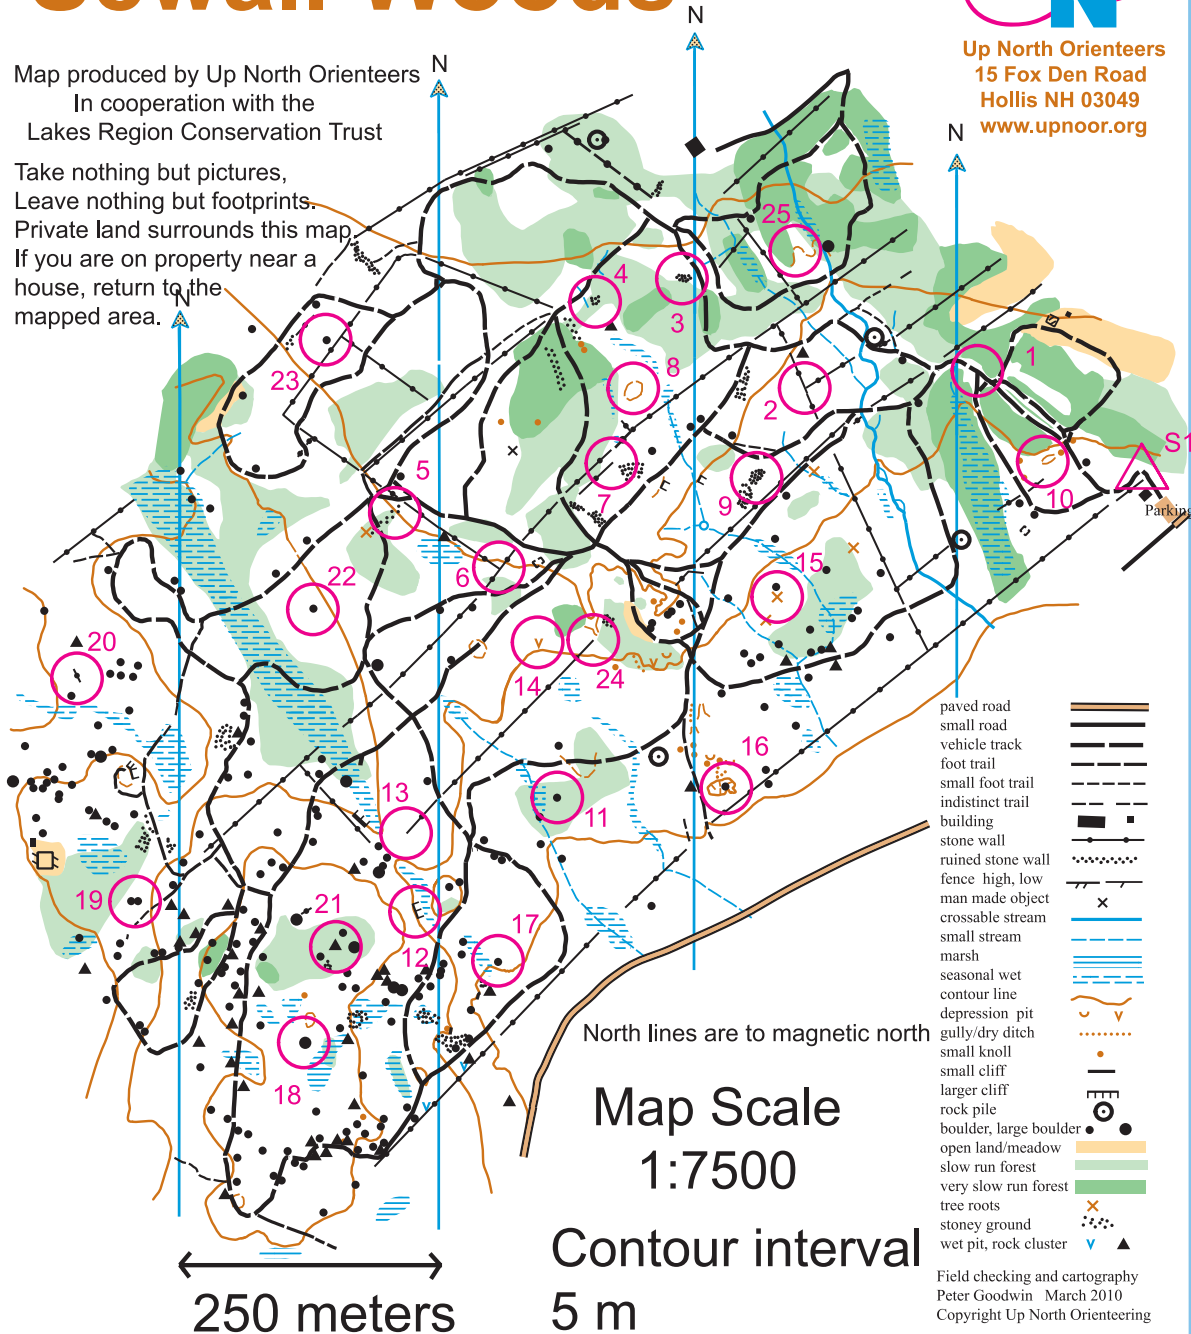 Sewall Woods
Map produced by Up North Orienteers
In cooperation with the
Lakes Region Conservation Trust
Take nothing but pictures,
Leave nothing but footprints.
Private land surrounds this map.
If you are on property near a
house, return to the
mapped area.
N
N
N
N
N
Up North Orienteers
15 Fox Den Road
Hollis NH 03049
www.upnoor.org
25
4
3
1
23
8
2
S1
5
7
9
10
Parking
6
15
22
20
14
24
16
13
11
19
21
12
17
18
North lines are to magnetic north
Map Scale
1:7500
Contour interval
5 m
250 meters
paved road
small road
vehicle track
foot trail
small foot trail
indistinct trail
building
stone wall
ruined stone wall
fence high, low
man made object
crossable stream
small stream
marsh
seasonal wet
contour line
depression pit
gully/dry ditch
small knoll
small cliff
larger cliff
rock pile
boulder, large boulder
open land/meadow
slow run forest
very slow run forest
tree roots
stoney ground
wet pit, rock cluster
Field checking and cartography
Peter Goodwin March 2010
Copyright Up North Orienteering